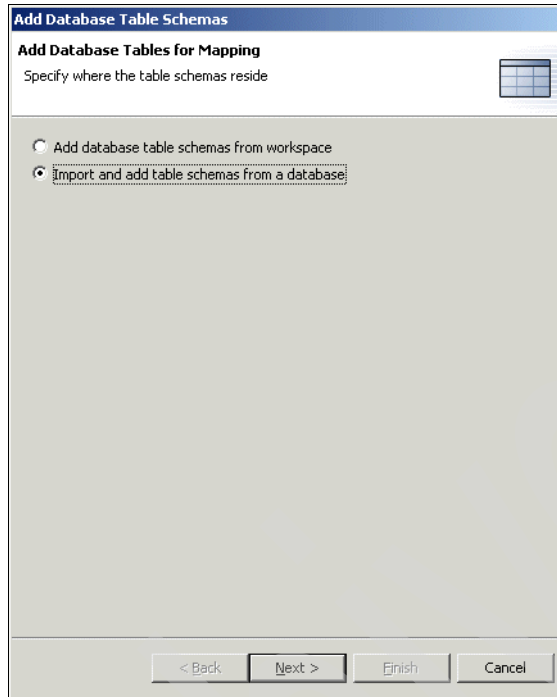 Add Database Table Schemas
Add Database Tables for Mapping
Specify where the table schemas reside
Add database table schemas from workspace
Import and add table schemas from a database
< Back Next > Finish Cancel